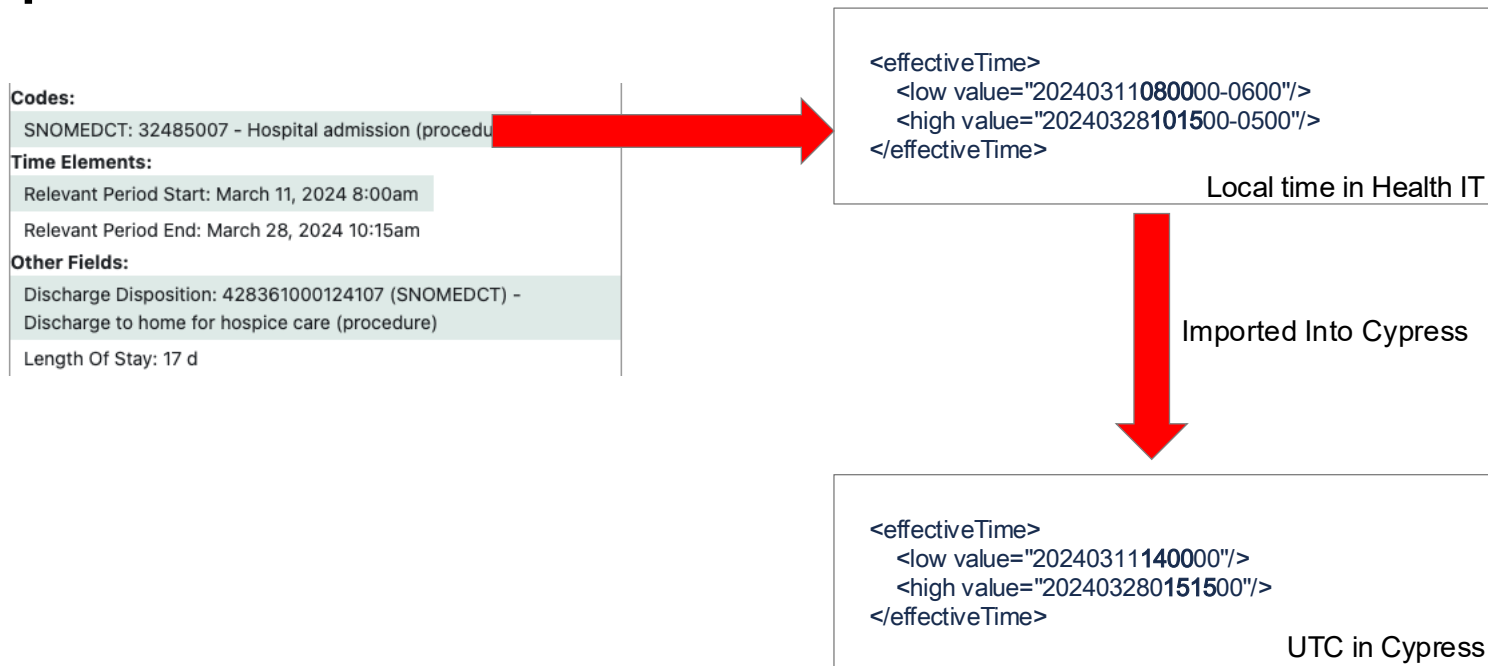 Codes:
SNOMEDCT: 32485007 - Hospital admission (procedu
Time Elements:
Relevant Period Start: March 11, 2024 8:00am
Relevant Period End: March 28, 2024 10:15am
Other Fields:
Discharge Disposition: 428361000124107 (SNOMEDCT) -
Discharge to home for hospice care (procedure)
Length Of Stay: 17 d
<effectiveTime>
<low value="20240311080000-0600"/>
<high value="20240328101500-0500"/>
</effectiveTime>
Local time in Health IT
Imported Into Cypress
<effectiveTime>
<low value="20240311140000"/>
<high value="202403280151500"/>
</effectiveTime>
UTC in Cypress